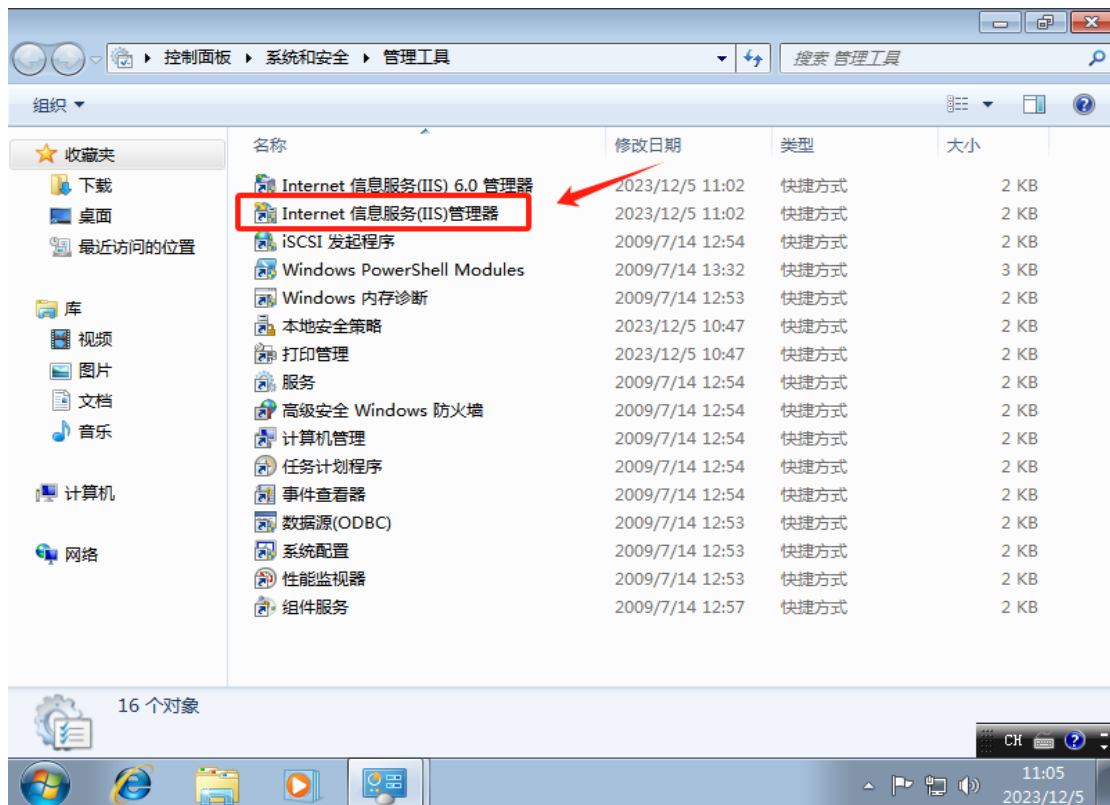 控制面板 系统和安全 管理工具 搜索 管理工具
组织
收藏夹
下载
桌面
最近访问的位置
库
视频
图片
文档
音乐
计算机
网络
名称 修改日期 类型 大小
Internet 信息服务(IIS) 6.0 管理器 2023/12/5 11:02 快捷方式 2 KB
Internet 信息服务(IIS)管理器 2023/12/5 11:02 快捷方式 2 KB
iSCSI 发起程序 2009/7/14 12:54 快捷方式 2 KB
Windows PowerShell Modules 2009/7/14 13:32 快捷方式 3 KB
Windows 内存诊断 2009/7/14 12:53 快捷方式 2 KB
本地安全策略 2023/12/5 10:47 快捷方式 2 KB
打印管理 2023/12/5 10:47 快捷方式 2 KB
服务 2009/7/14 12:54 快捷方式 2 KB
高级安全 Windows 防火墙 2009/7/14 12:54 快捷方式 2 KB
计算机管理 2009/7/14 12:54 快捷方式 2 KB
任务计划程序 2009/7/14 12:54 快捷方式 2 KB
事件查看器 2009/7/14 12:54 快捷方式 2 KB
数据源(ODBC) 2009/7/14 12:53 快捷方式 2 KB
系统配置 2009/7/14 12:53 快捷方式 2 KB
性能监视器 2009/7/14 12:53 快捷方式 2 KB
组件服务 2009/7/14 12:57 快捷方式 2 KB
16 个对象
CH
11:05
2023/12/5